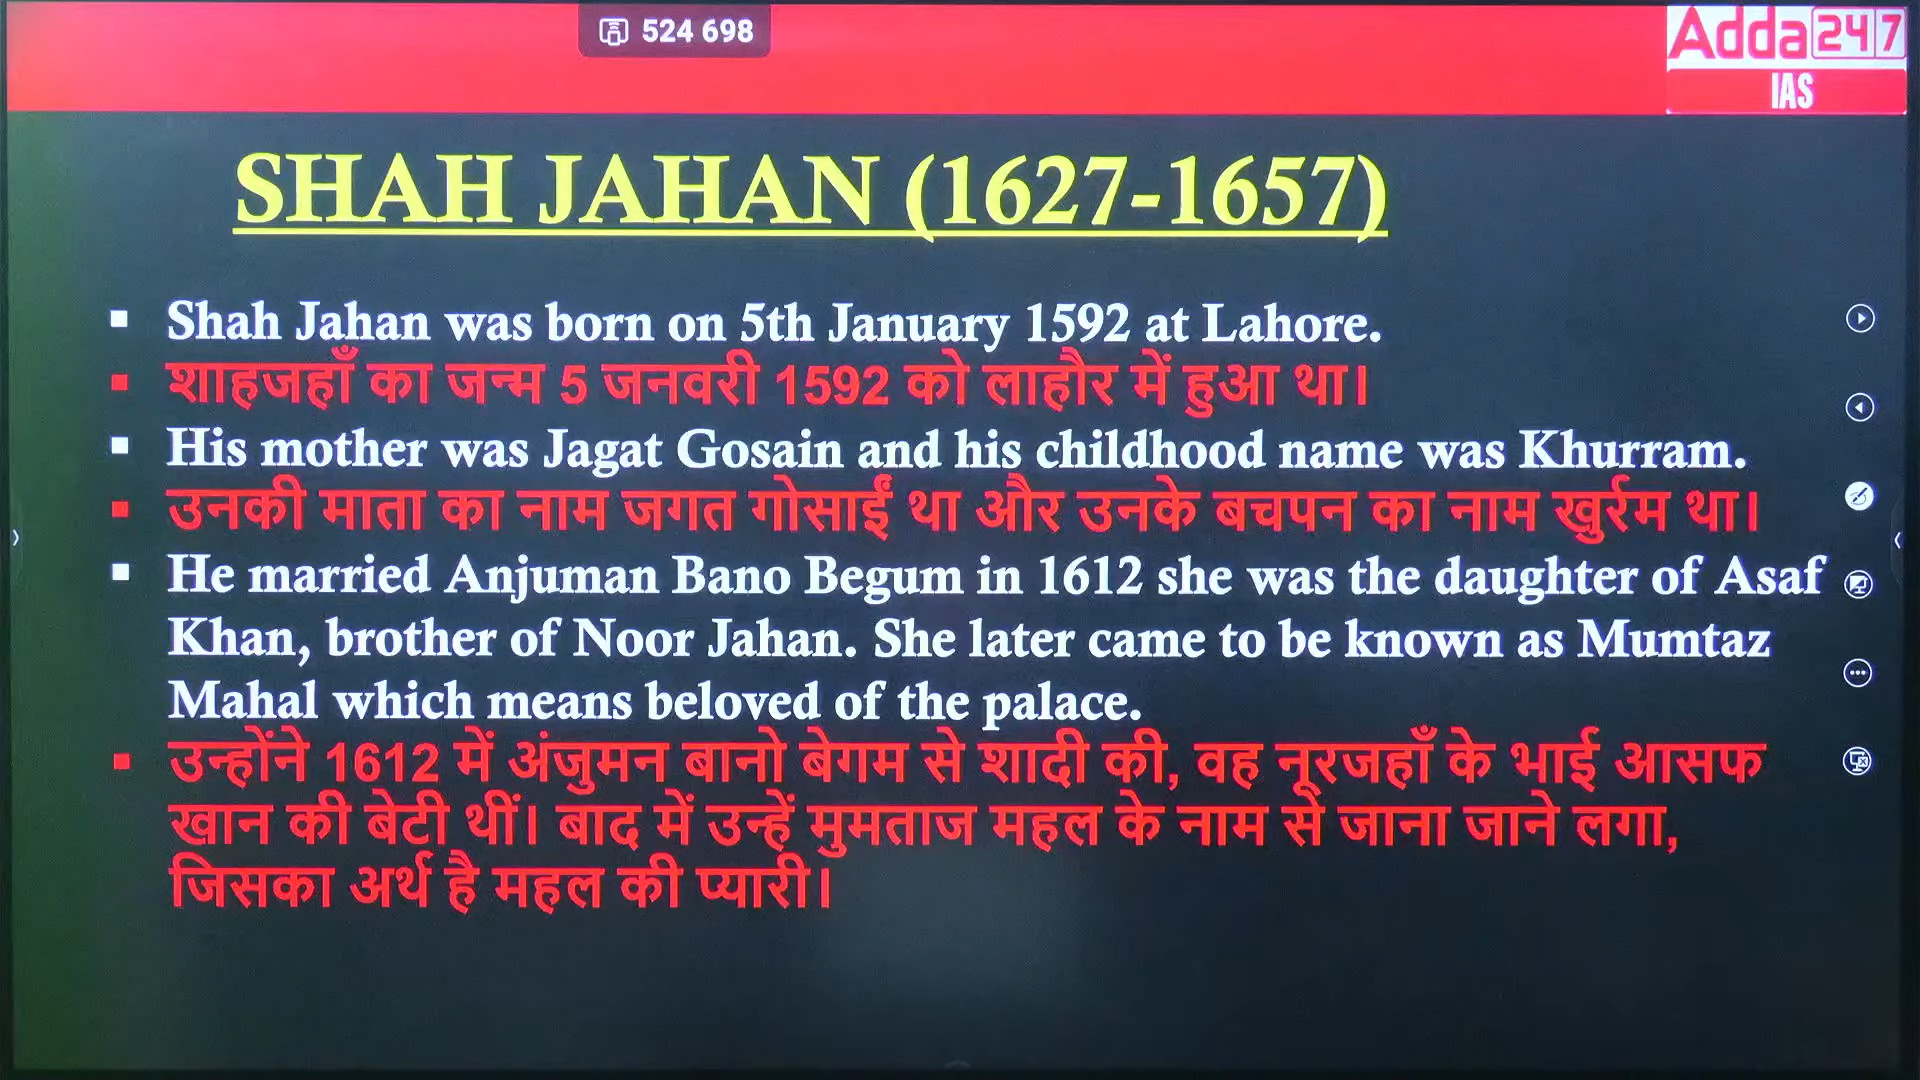 524 698
Adda247
IAS
SHAH JAHAN (1627-1657)
▪ Shah Jahan was born on 5th January 1592 at Lahore.
▪ शाहजहाँ का जन्म 5 जनवरी 1592 को लाहौर में हुआ था।
▪ His mother was Jagat Gosain and his childhood name was Khurram.
▪ उनकी माता का नाम जगत गोसाईं था और उनके बचपन का नाम खुर्रम था।
▪ He married Anjuman Bano Begum in 1612 she was the daughter of Asaf
Khan, brother of Noor Jahan. She later came to be known as Mumtaz
Mahal which means beloved of the palace.
▪ उन्होंने 1612 में अंजुमन बानो बेगम से शादी की, वह नूरजहाँ के भाई आसफ
खान की बेटी थीं। बाद में उन्हें मुमताज महल के नाम से जाना जाने लगा,
जिसका अर्थ है महल की प्यारी।